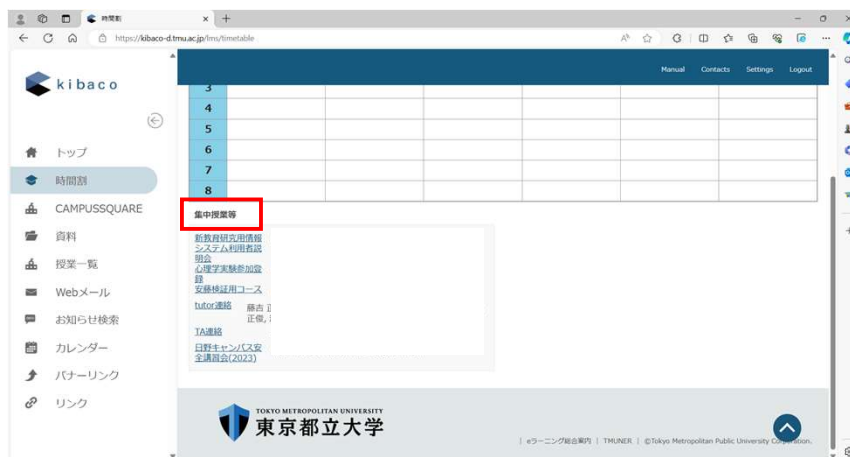 時間割
https://kibaco-d.tmu.ac.jp/lms/timetable
kibaco
Manual Contacts Settings Logout
トップ
時間割
CAMPUSSQUARE
資料
授業一覧
Webメール
お知らせ検索
カレンダー
バナーリンク
リンク
3
4
5
6
7
8
集中授業等
新教育研究用情報
システム利用者説
明会
心理学実験参加登
録
安藤検証用コース
tutor連絡 藤吉 正
正俊,
TA連絡
日野キャンパス安
全講習会(2023)
TOKYO METROPOLITAN UNIVERSITY
東京都立大学
| eラーニング総合案内 | TMUNER | ©Tokyo Metropolitan Public University Corporation.